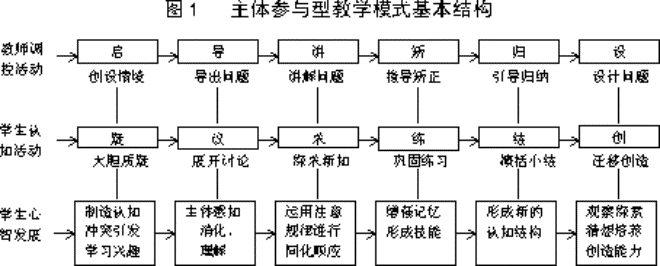 图1 主体参与型教学模式基本结构
教师调
控活动
启 导 讲 矫 归 设
创设情境 导出问题 讲解问题 指导矫正 引导归纳 设计问题
学生认
知活动
疑 议 求 练 结 创
大胆质疑 展开讨论 探求新知 巩固练习 概括小结 迁移创造
学生心
智发展
制造认知
冲突引发
学习兴趣
主体感知
消化、
理解
运用注意
规律进行
同化顺应
增强记忆
形成技能
形成新的
认知结构
观察探索
猜想培养
创造能力